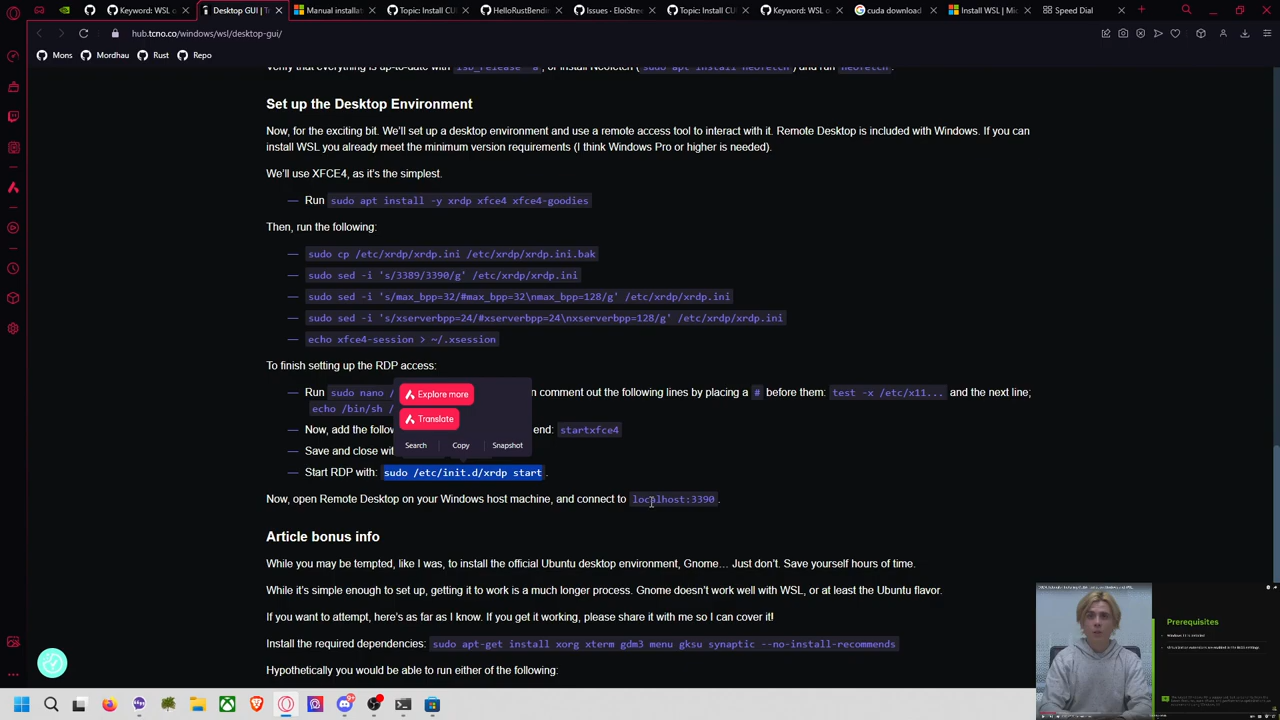 Keyword: WSL
Desktop GUI | T
Manual installat
Topic: Install CU
HelloRustBendin
Issues · EloiStree
Topic: Install CU
Keyword: WSL o
cuda download
Install WSL | Mic
Speed Dial
hub.tcno.co/windows/wsl/desktop-gui/
Mons Mordhau Rust Repo
Verify that everything is up-to-date with lsb_release -a, or install Neofetch (sudo apt install neofetch) and run neofetch.
Set up the Desktop Environment
Now, for the exciting bit. We'll set up a desktop environment and use a remote access tool to interact with it. Remote Desktop is included with Windows. If you can
install WSL you already meet the minimum version requirements (I think Windows Pro or higher is needed).
We'll use XFCE4, as it's the simplest.
— Run sudo apt install -y xrdp xfce4 xfce4-goodies
Then, run the following:
— sudo cp /etc/xrdp/xrdp.ini /etc/xrdp/xrdp.ini.bak
— sudo sed -i 's/3389/3390/g' /etc/xrdp/xrdp.ini
— sudo sed -i 's/max_bpp=32/#max_bpp=32\nmax_bpp=128/g' /etc/xrdp/xrdp.ini
— sudo sed -i 's/xserverbpp=24/#xserverbpp=24\nxserverbpp=128/g' /etc/xrdp/xrdp.ini
— echo xfce4-session > ~/.xsession
To finish setting up the RDP access:
— Run sudo nano / n comment out the following lines by placing a # before them: test -x /etc/x11... and the next line;
echo /bin/sh /
— Now, add the follow end: startxfce4
— Save and close wit
— Start RDP with: sudo /etc/init.d/xrdp start .
Explore more
Translate
Search Copy Snapshot
Now, open Remote Desktop on your Windows host machine, and connect to localhost:3390 .
Article bonus info
While you may be tempted, like I was, to install the official Ubuntu desktop environment, Gnome… Just don't. Save yourself hours of time.
While it's simple to install, getting it to work is a much longer process. Gnome don't work well with WSL, or at least the Ubuntu flavor.
If you want to attempt, here's as far as I know. If you get it working, please share it with me so I can cover it!
Install the required devices: sudo apt install xorg xterm gdm3 menu gksu synaptic --no-install-recommends
Hypothetically you should be able to run
Prerequisites